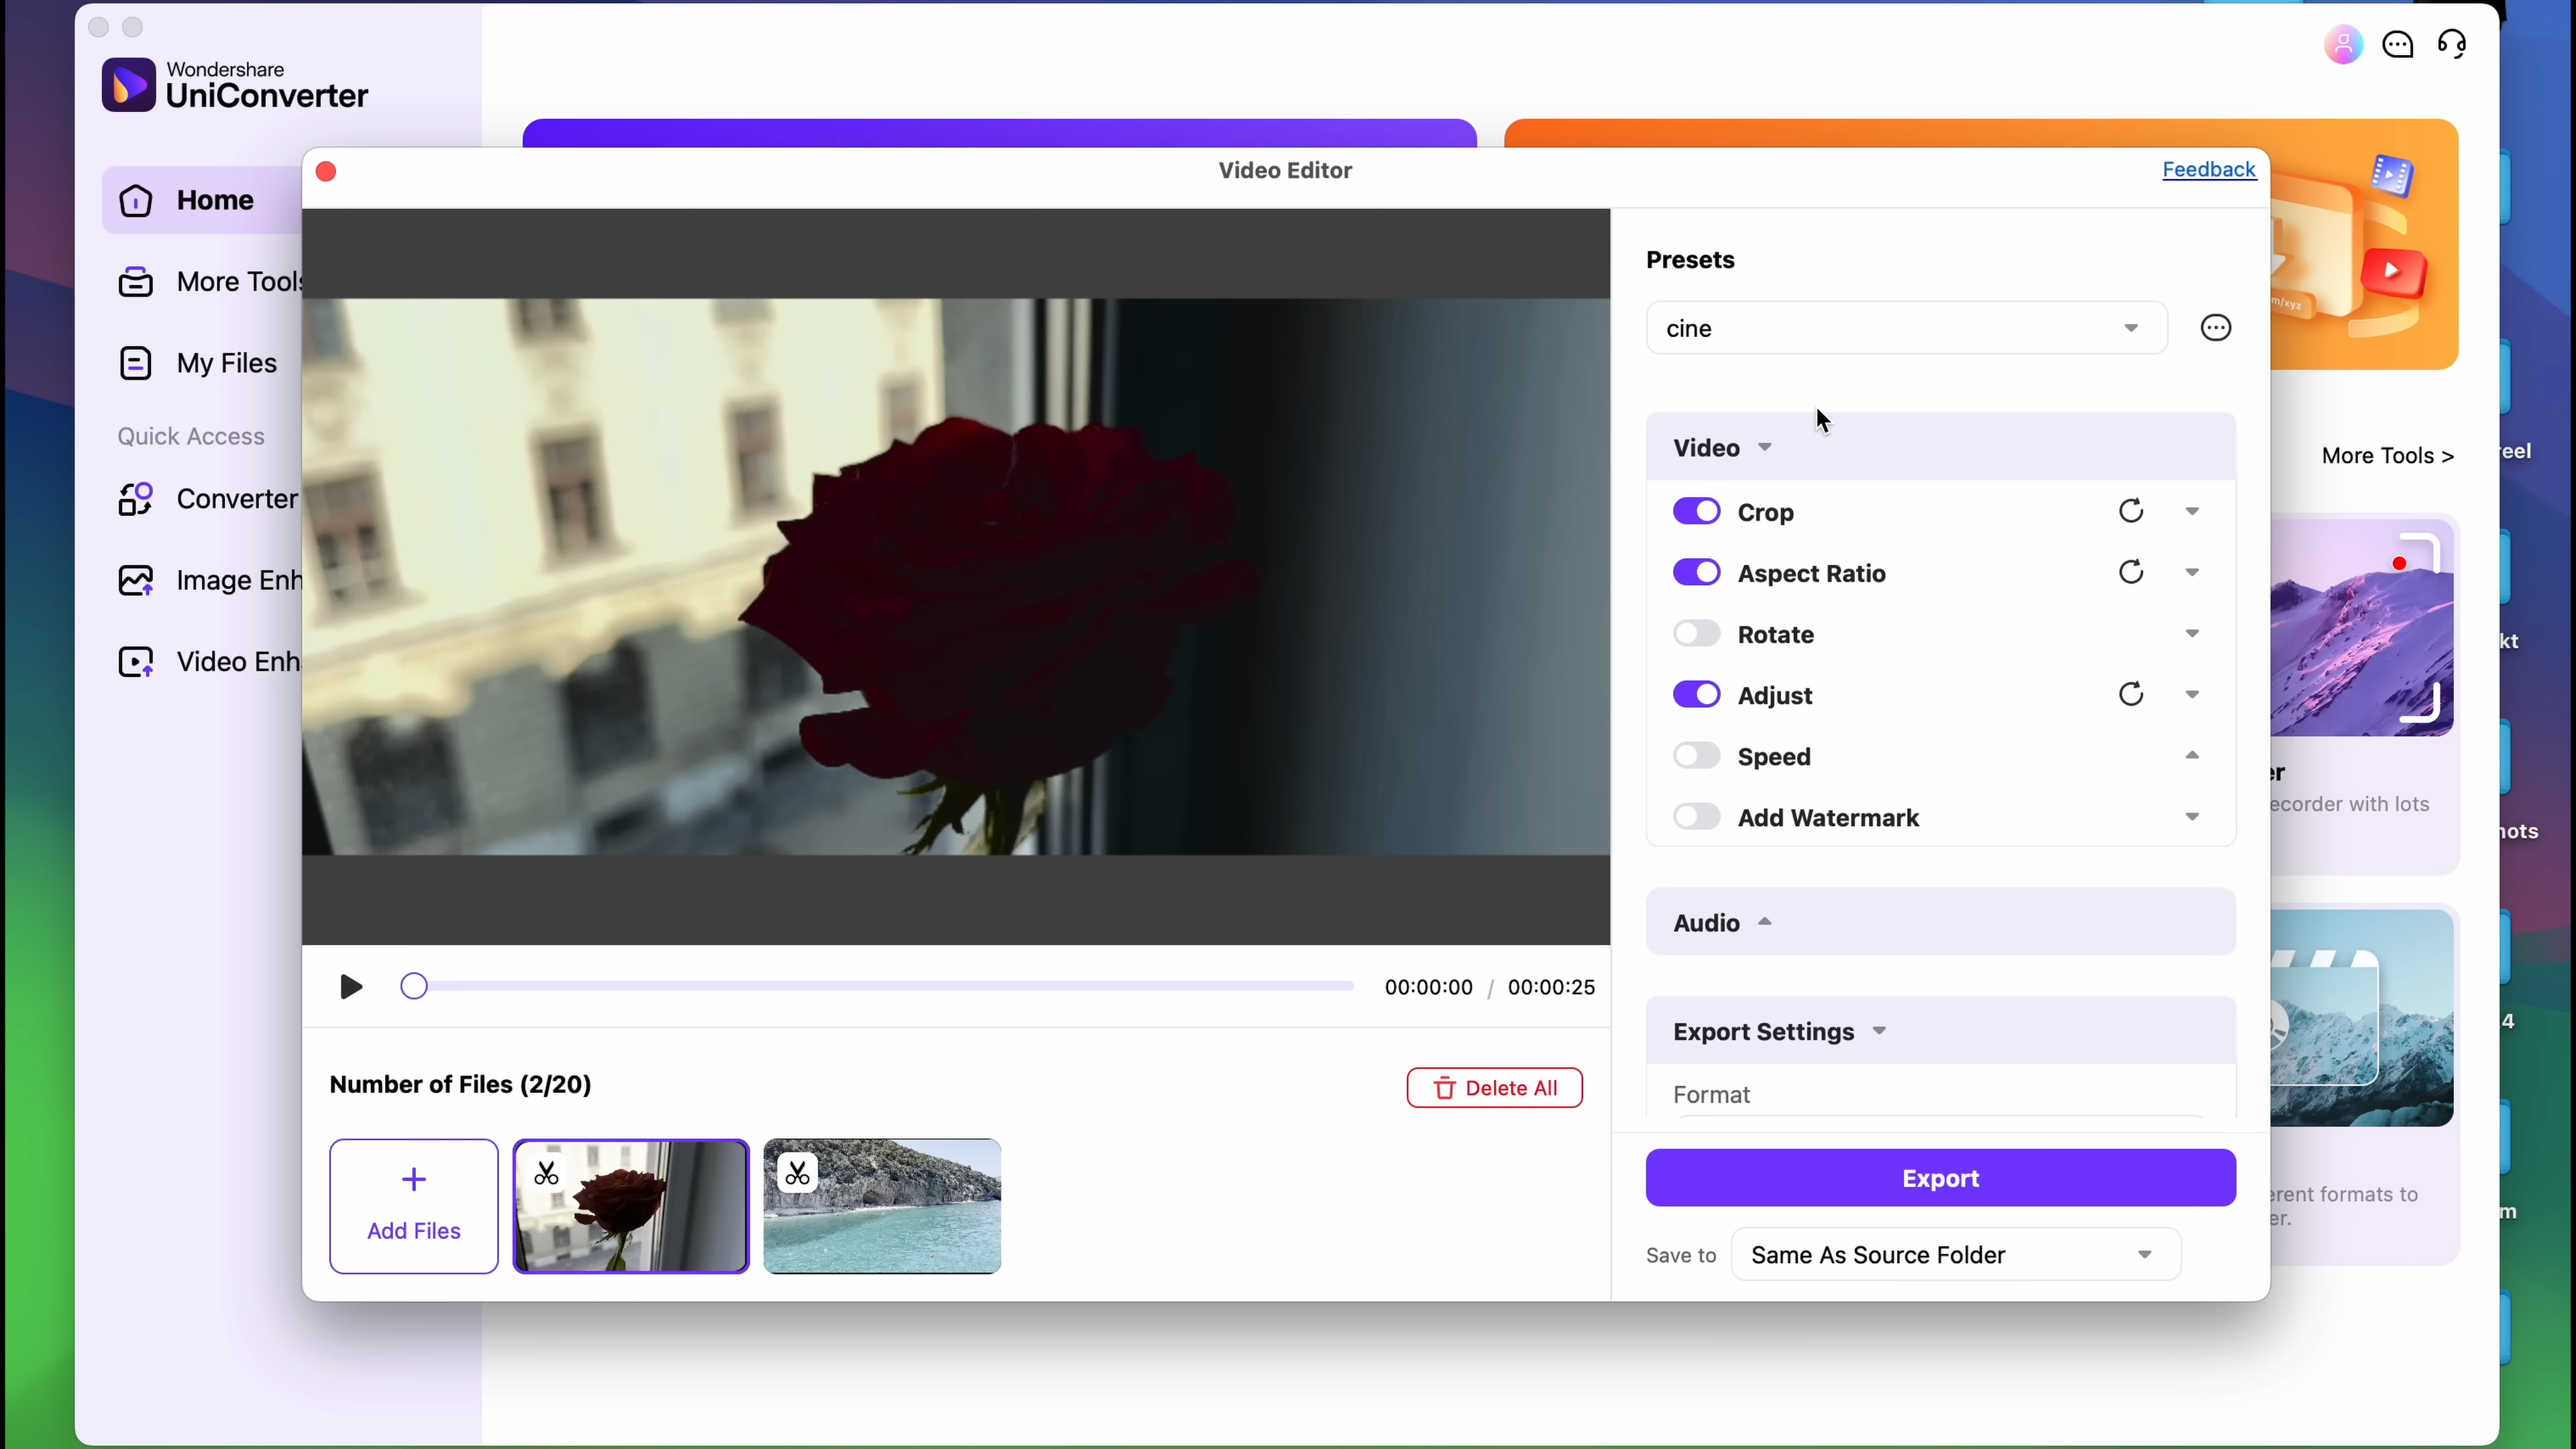 Wondershare
UniConverter
Home
More Tools
My Files
Quick Access
Converter
Image Enh
Video Enh
Video Editor
Feedback
Presets
cine
Video
Crop
Aspect Ratio
Rotate
Adjust
Speed
Add Watermark
Audio
Export Settings
Format
Export
Save to
Same As Source Folder
00:00:00 / 00:00:25
Number of Files (2/20)
Delete All
+
Add Files
m/xyz
More Tools >
er
ecorder with lots
erent formats to
er.
reel
kt
nots
4
m